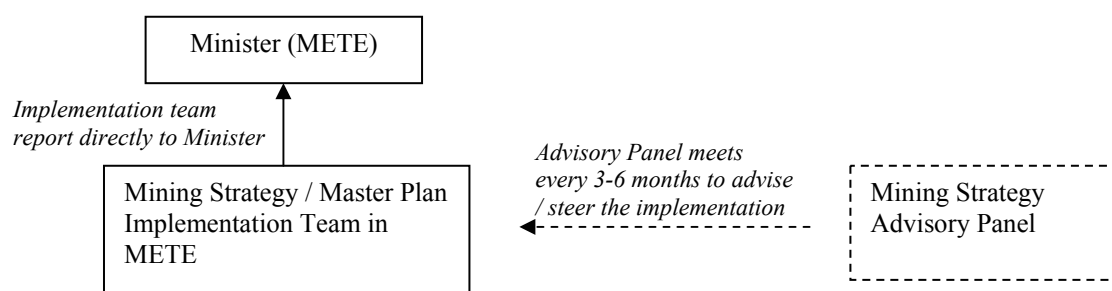 Minister (METE)
Implementation team
report directly to Minister
Mining Strategy / Master Plan
Implementation Team in
METE
Advisory Panel meets
every 3-6 months to advise
/ steer the implementation
Mining Strategy
Advisory Panel